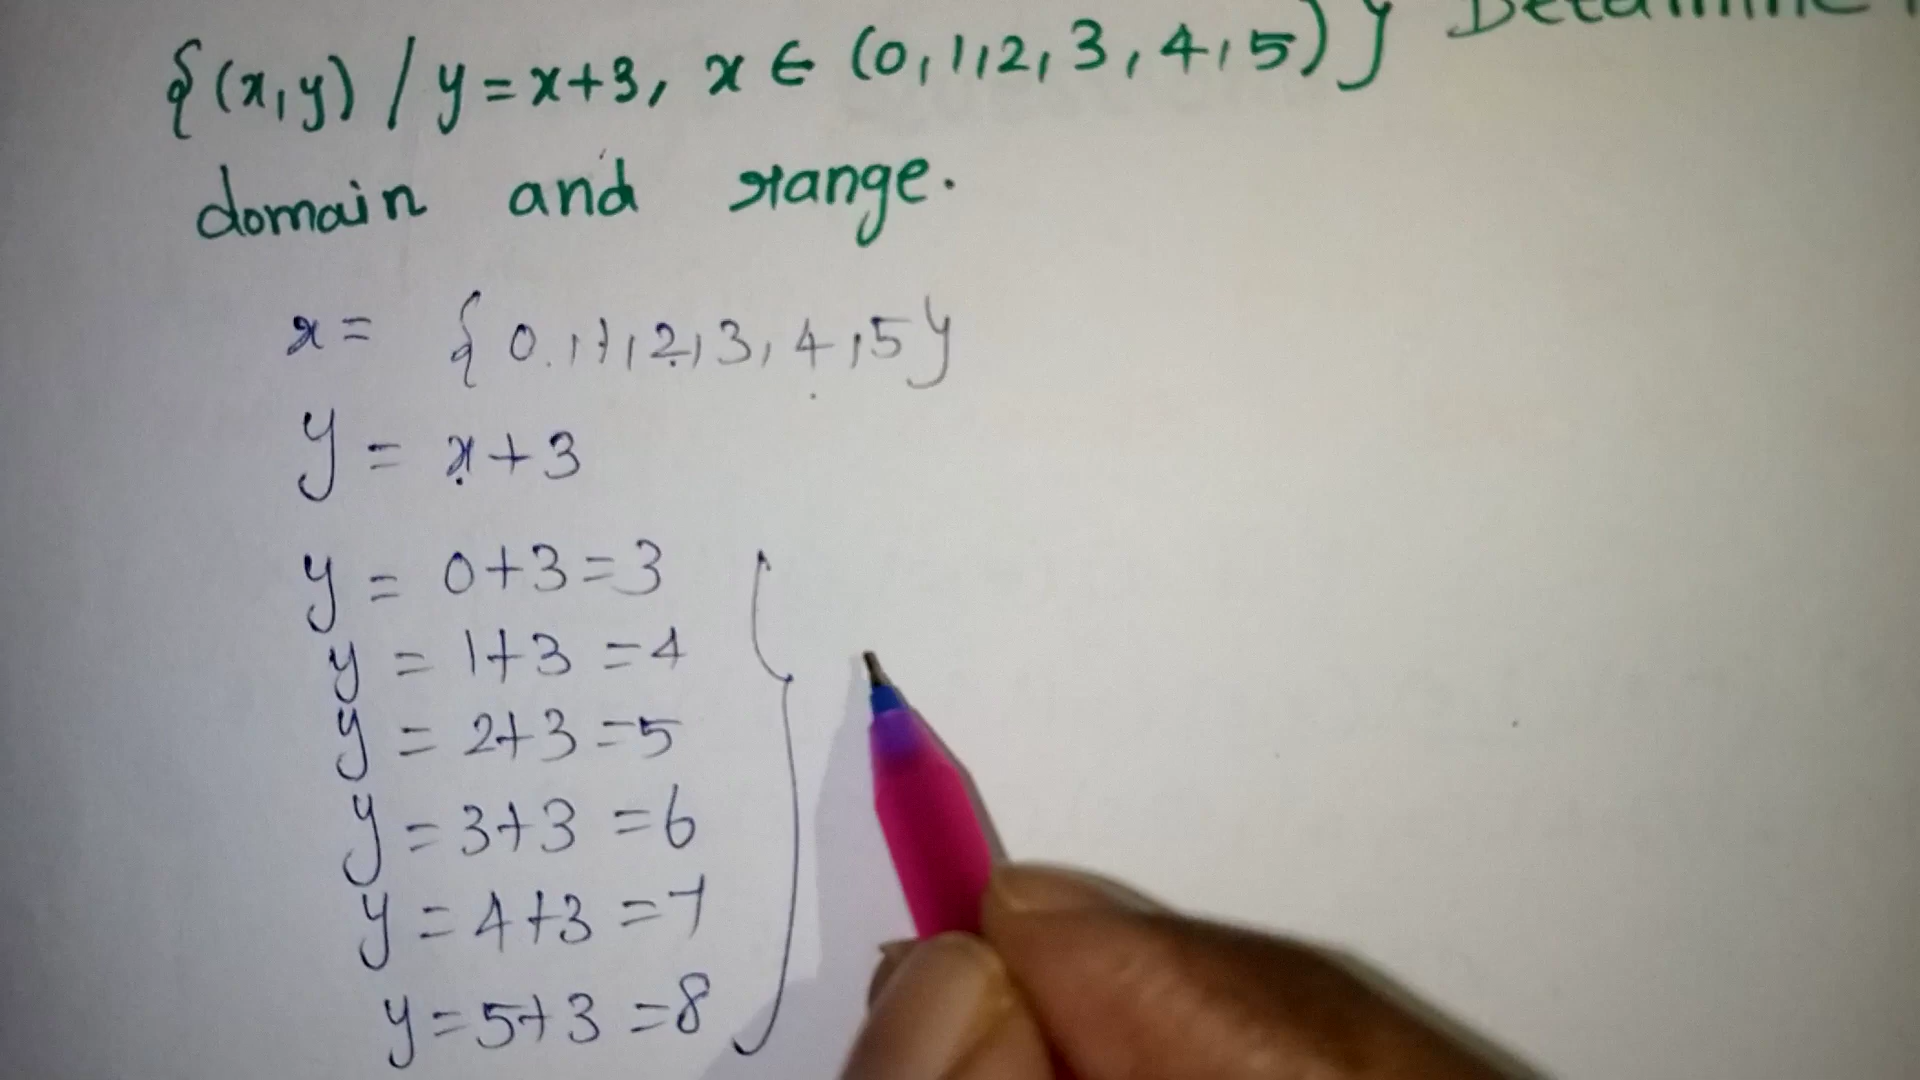 {(x,y) / y=x+3, x ∈ (0,1,2,3,4,5)}
domain and range.
x = {0,1,2,3,4,5}
y = x+3
y = 0+3=3
y = 1+3=4
y = 2+3=5
y = 3+3=6
y = 4+3=7
y = 5+3=8